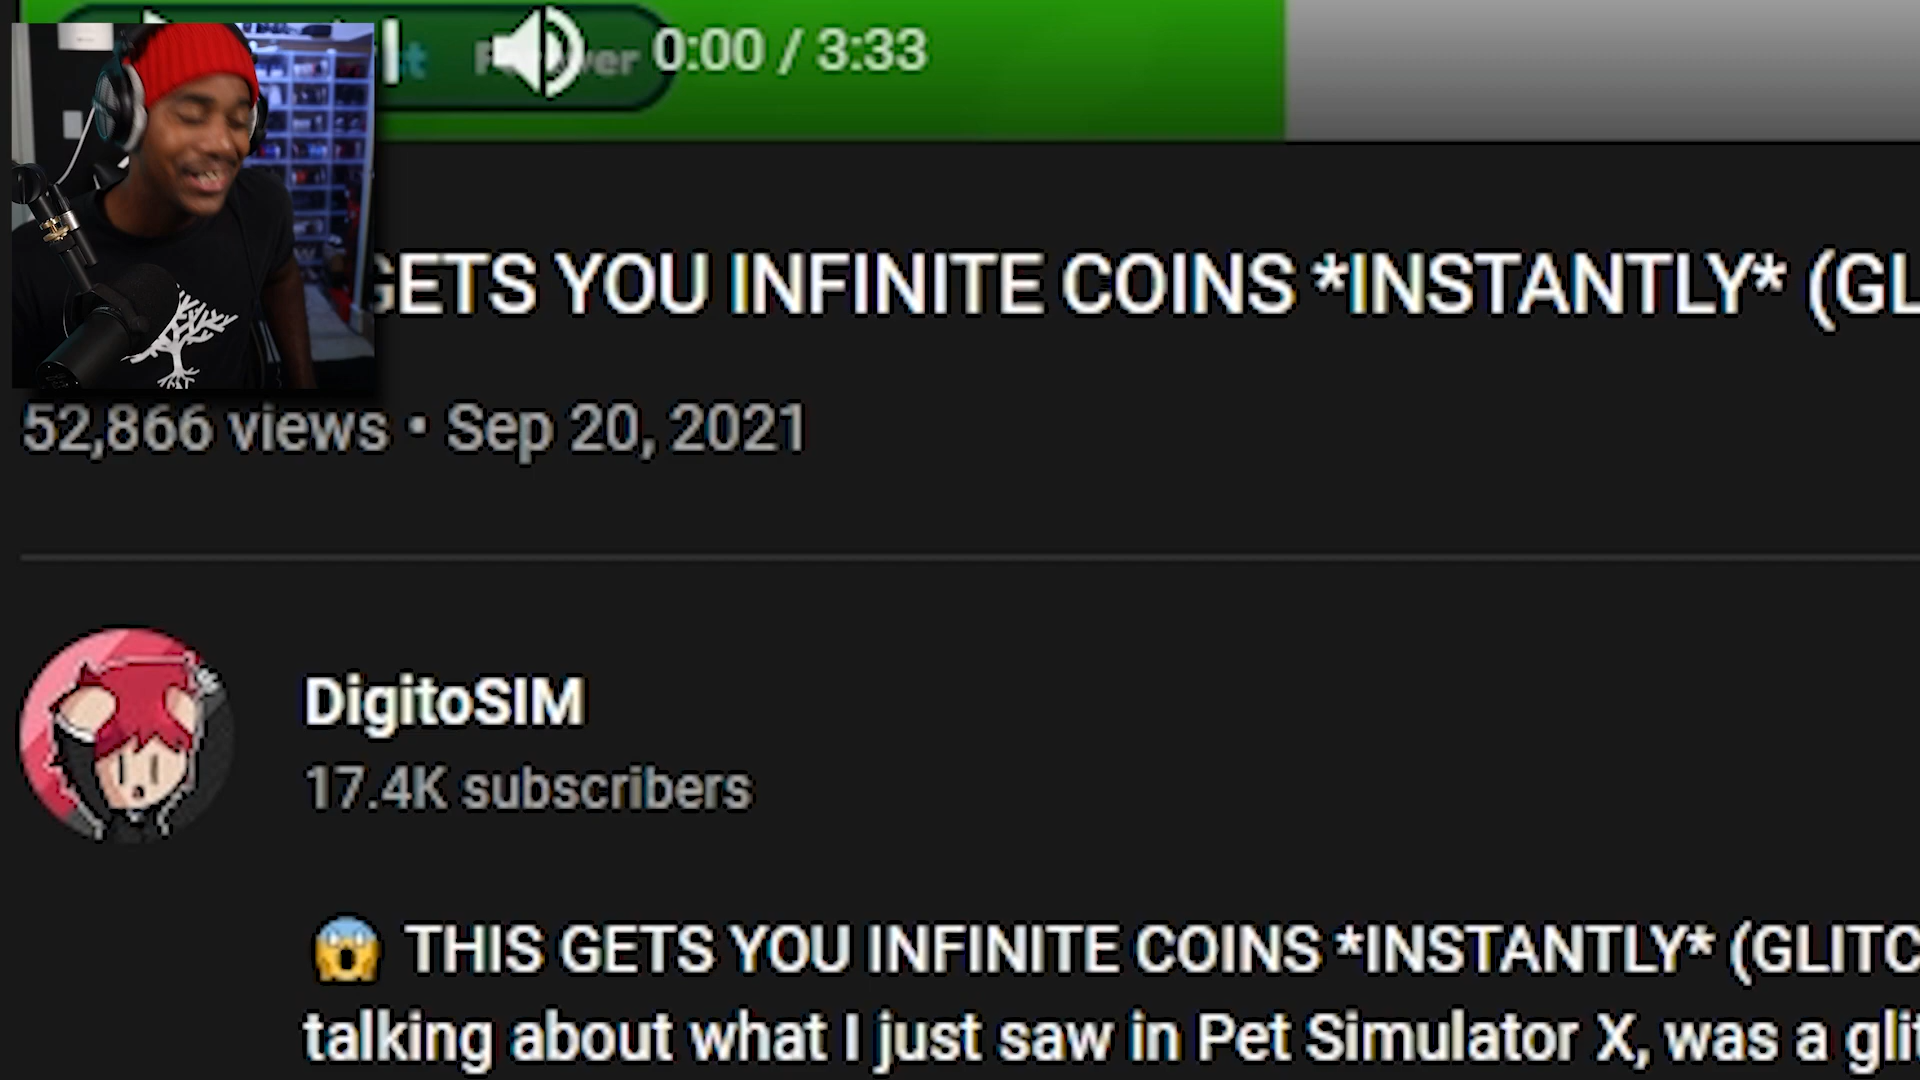 0:00 / 3:33
GETS YOU INFINITE COINS *INSTANTLY* (GL
52,866 views • Sep 20, 2021
DigitoSIM
17.4K subscribers
😱 THIS GETS YOU INFINITE COINS *INSTANTLY* (GLITC
talking about what I just saw in Pet Simulator X, was a glit